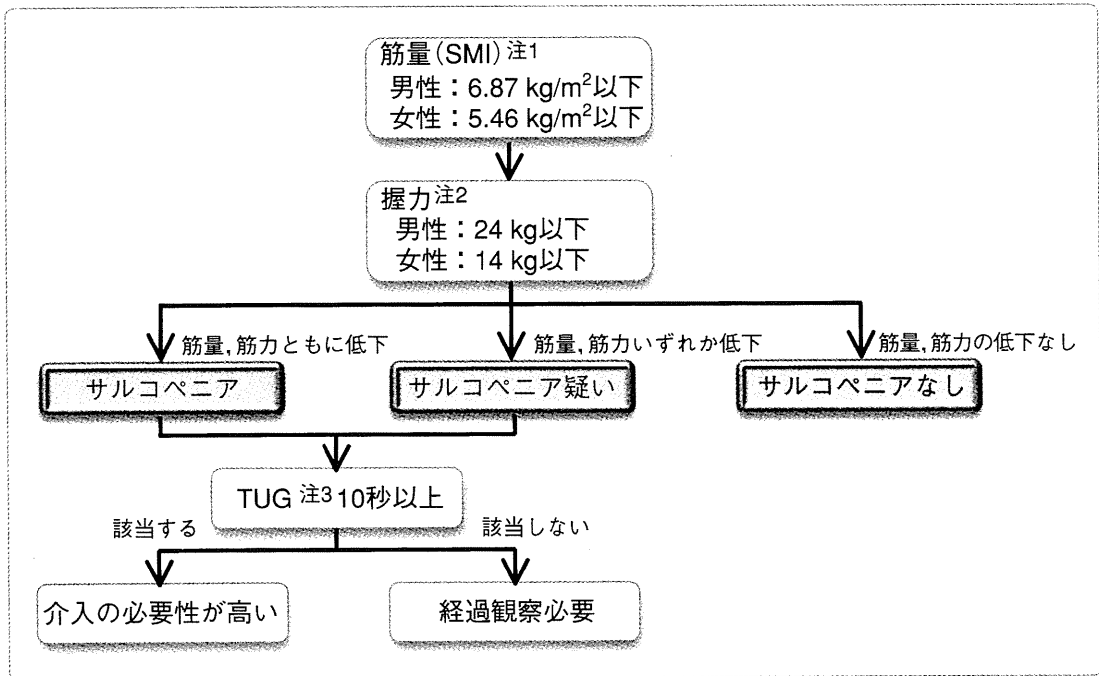 筋量(SMI)注1
男性：6.87 kg/m²以下
女性：5.46 kg/m²以下
握力注2
男性：24 kg以下
女性：14 kg以下
筋量,筋力ともに低下
筋量,筋力いずれか低下
筋量,筋力の低下なし
サルコペニア
サルコペニア疑い
サルコペニアなし
TUG 注3 10秒以上
該当する
該当しない
介入の必要性が高い
経過観察必要